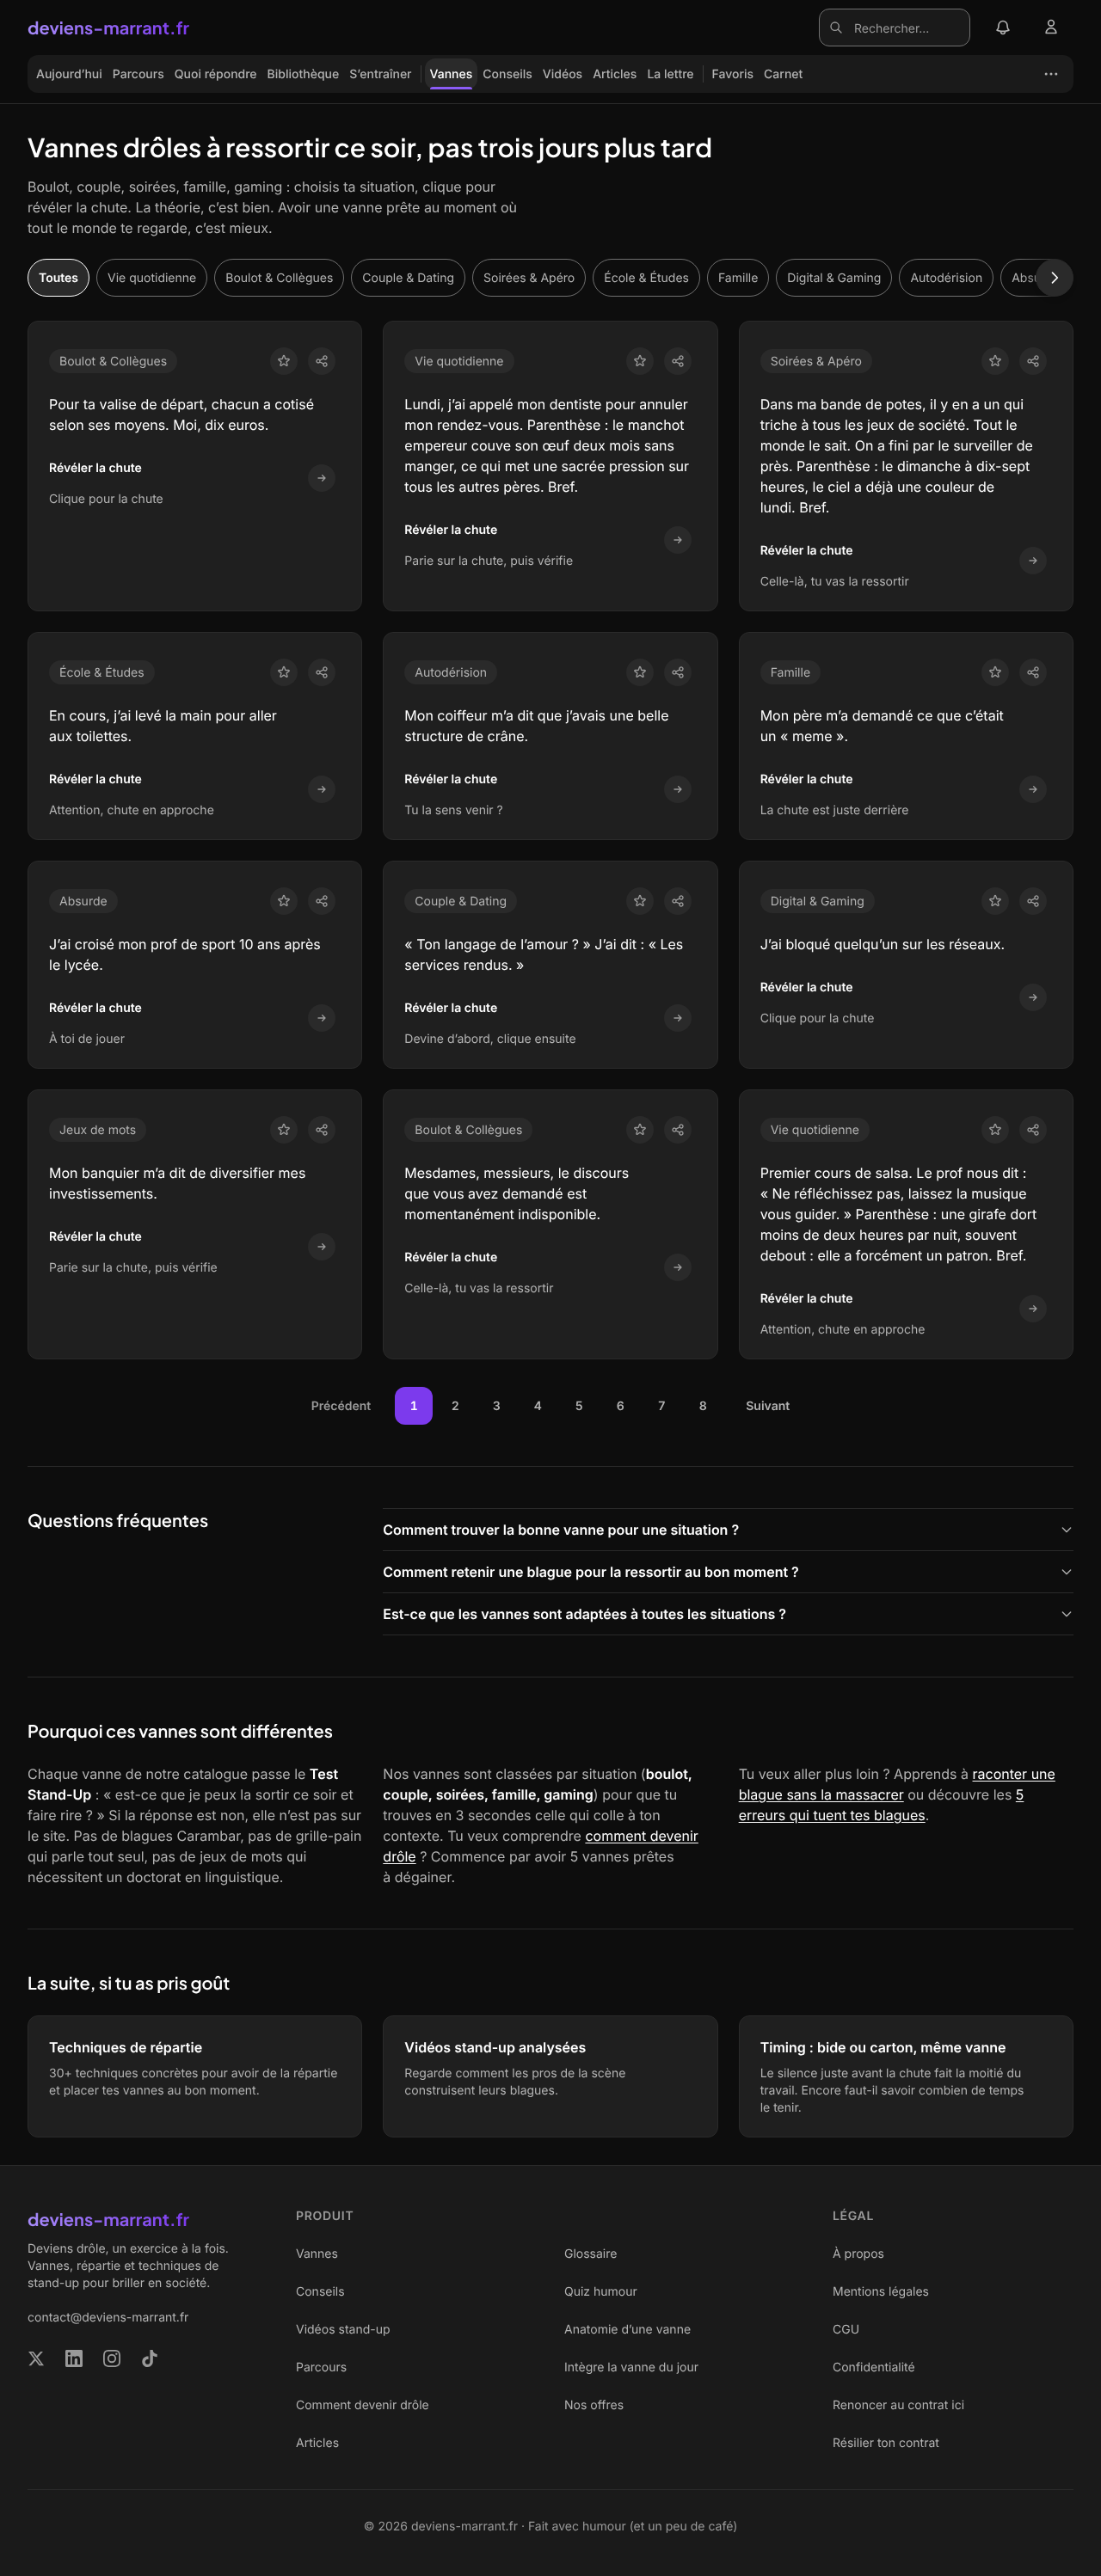 deviens-marrant.fr
Rechercher...
Aujourd’hui Parcours Quoi répondre Bibliothèque S’entraîner Vannes Conseils Vidéos Articles La lettre Favoris Carnet
Vannes drôles à ressortir ce soir, pas trois jours plus tard
Boulot, couple, soirées, famille, gaming : choisis ta situation, clique pour
révéler la chute. La théorie, c’est bien. Avoir une vanne prête au moment où
tout le monde te regarde, c’est mieux.
Toutes Vie quotidienne Boulot & Collègues Couple & Dating Soirées & Apéro École & Études Famille Digital & Gaming Autodérision
Boulot & Collègues
Pour ta valise de départ, chacun a cotisé
selon ses moyens. Moi, dix euros.
Révéler la chute
Clique pour la chute
Vie quotidienne
Lundi, j’ai appelé mon dentiste pour annuler
mon rendez-vous. Parenthèse : le manchot
empereur couve son œuf deux mois sans
manger, ce qui met une sacrée pression sur
tous les autres pères. Bref.
Révéler la chute
Parie sur la chute, puis vérifie
Soirées & Apéro
Dans ma bande de potes, il y en a un qui
triche à tous les jeux de société. Tout le
monde le sait. On a fini par le surveiller de
près. Parenthèse : le dimanche à dix-sept
heures, le ciel a déjà une couleur de
lundi. Bref.
Révéler la chute
Celle-là, tu vas la ressortir
École & Études
En cours, j’ai levé la main pour aller
aux toilettes.
Révéler la chute
Attention, chute en approche
Autodérision
Mon coiffeur m’a dit que j’avais une belle
structure de crâne.
Révéler la chute
Tu la sens venir ?
Famille
Mon père m’a demandé ce que c’était
un « meme ».
Révéler la chute
La chute est juste derrière
Absurde
J’ai croisé mon prof de sport 10 ans après
le lycée.
Révéler la chute
À toi de jouer
Couple & Dating
« Ton langage de l’amour ? » J’ai dit : « Les
services rendus. »
Révéler la chute
Devine d’abord, clique ensuite
Digital & Gaming
J’ai bloqué quelqu’un sur les réseaux.
Révéler la chute
Clique pour la chute
Jeux de mots
Mon banquier m’a dit de diversifier mes
investissements.
Révéler la chute
Parie sur la chute, puis vérifie
Boulot & Collègues
Mesdames, messieurs, le discours
que vous avez demandé est
momentanément indisponible.
Révéler la chute
Celle-là, tu vas la ressortir
Vie quotidienne
Premier cours de salsa. Le prof nous dit :
« Ne réfléchissez pas, laissez la musique
vous guider. » Parenthèse : une girafe dort
moins de deux heures par nuit, souvent
debout : elle a forcément un patron. Bref.
Révéler la chute
Attention, chute en approche
Précédent 1 2 3 4 5 6 7 8 Suivant
Questions fréquentes
Comment trouver la bonne vanne pour une situation ?
Comment retenir une blague pour la ressortir au bon moment ?
Est-ce que les vannes sont adaptées à toutes les situations ?
Pourquoi ces vannes sont différentes
Chaque vanne de notre catalogue passe le Test
Stand-Up : « est-ce que je peux la sortir ce soir et
faire rire ? » Si la réponse est non, elle n’est pas sur
le site. Pas de blagues Carambar, pas de grille-pain
qui parle tout seul, pas de jeux de mots qui
nécessitent un doctorat en linguistique.
Nos vannes sont classées par situation (boulot,
couple, soirées, famille, gaming) pour que tu
trouves en 3 secondes celle qui colle à ton
contexte. Tu veux comprendre comment devenir
drôle ? Commence par avoir 5 vannes prêtes
à dégainer.
Tu veux aller plus loin ? Apprends à raconter une
blague sans la massacrer ou découvre les 5
erreurs qui tuent tes blagues.
La suite, si tu as pris goût
Techniques de répartie
30+ techniques concrètes pour avoir de la répartie
et placer tes vannes au bon moment.
Vidéos stand-up analysées
Regarde comment les pros de la scène
construisent leurs blagues.
Timing : bide ou carton, même vanne
Le silence juste avant la chute fait la moitié du
travail. Encore faut-il savoir combien de temps
le tenir.
deviens-marrant.fr
Deviens drôle, un exercice à la fois.
Vannes, répartie et techniques de
stand-up pour briller en société.
contact@deviens-marrant.fr
PRODUIT
Vannes
Conseils
Vidéos stand-up
Parcours
Comment devenir drôle
Articles
Glossaire
Quiz humour
Anatomie d’une vanne
Intègre la vanne du jour
Nos offres
LÉGAL
À propos
Mentions légales
CGU
Confidentialité
Renoncer au contrat ici
Résilier ton contrat
© 2026 deviens-marrant.fr · Fait avec humour (et un peu de café)